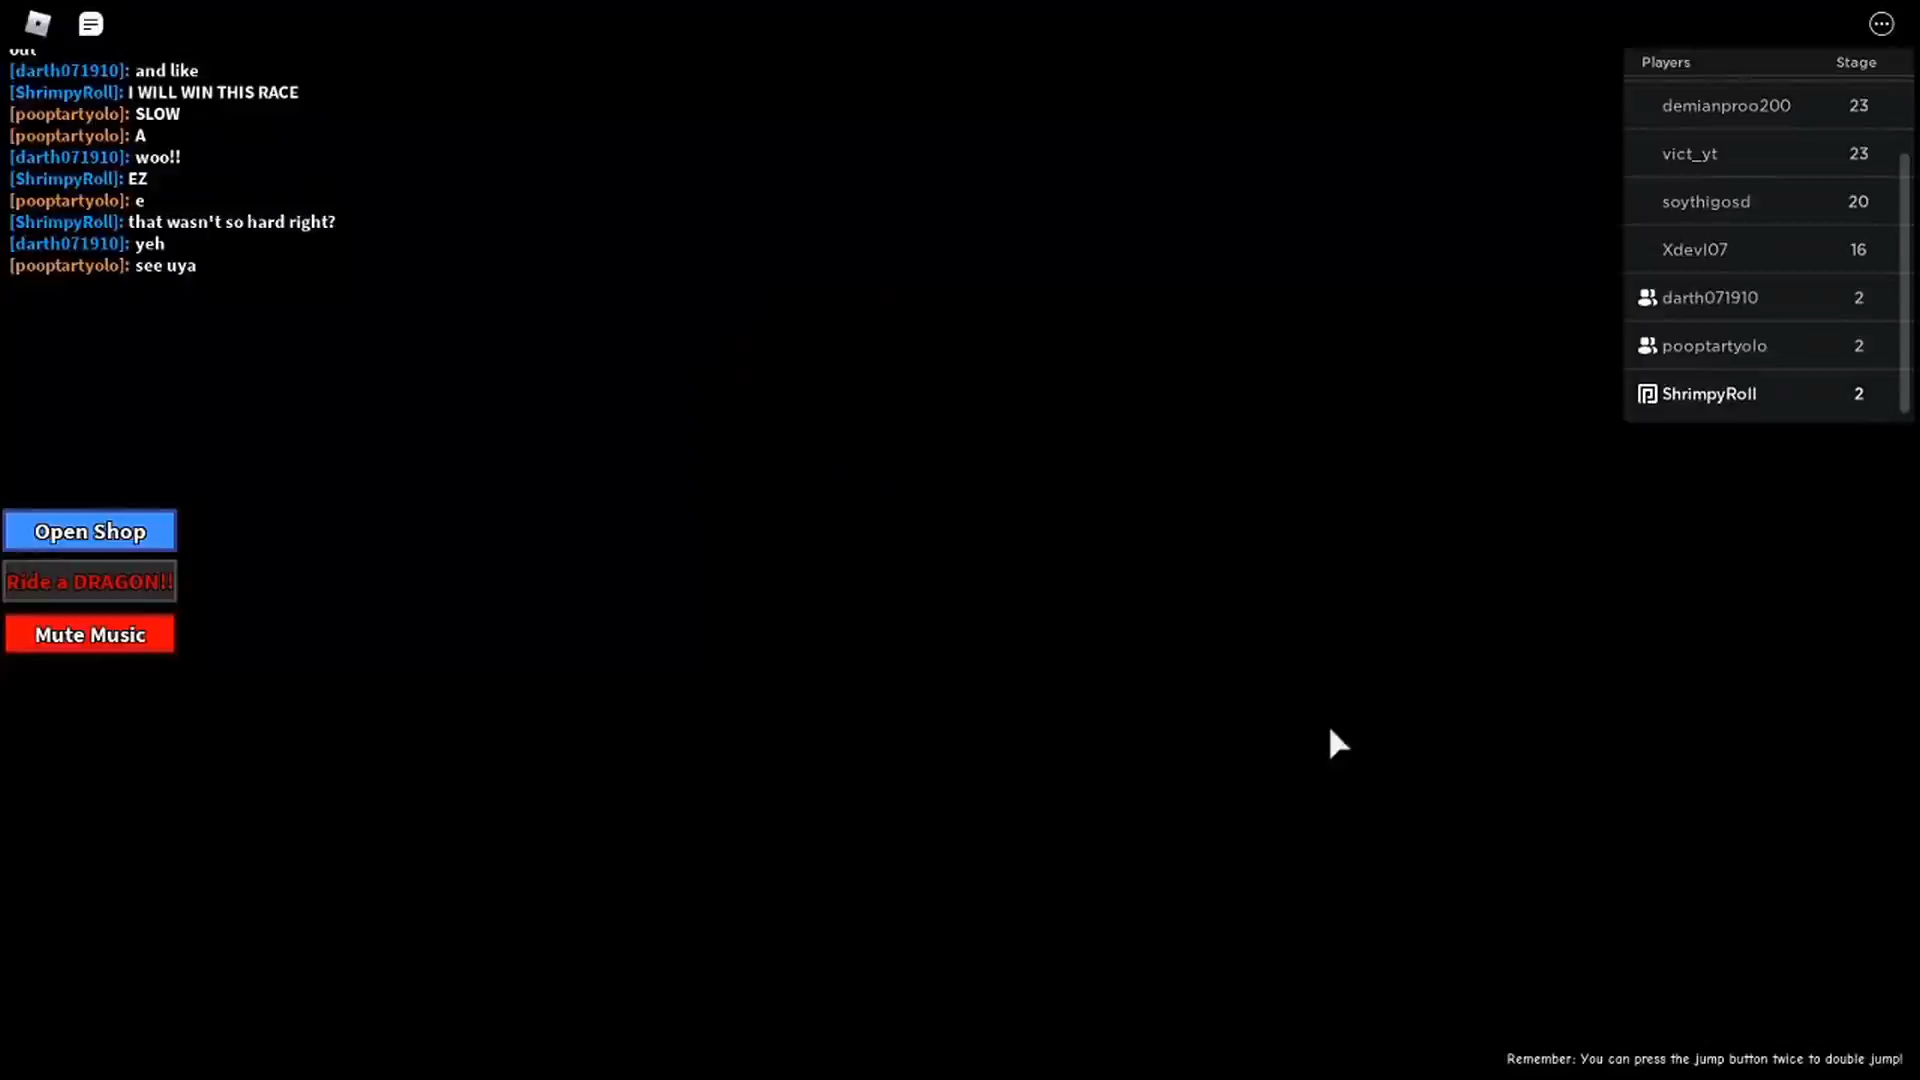 out
[darth071910]: and like
[ShrimpyRoll]: I WILL WIN THIS RACE
[pooptartyolo]: SLOW
[pooptartyolo]: A
[darth071910]: woo!!
[ShrimpyRoll]: EZ
[pooptartyolo]: e
[ShrimpyRoll]: that wasn't so hard right?
[darth071910]: yeh
[pooptartyolo]: see uya
Players Stage
demianproo200 23
vict_yt 23
soythigosd 20
Xdevl07 16
darth071910 2
pooptartyolo 2
ShrimpyRoll 2
Open Shop
Ride a DRAGON!!
Mute Music
Remember: You can press the jump button twice to double jump!